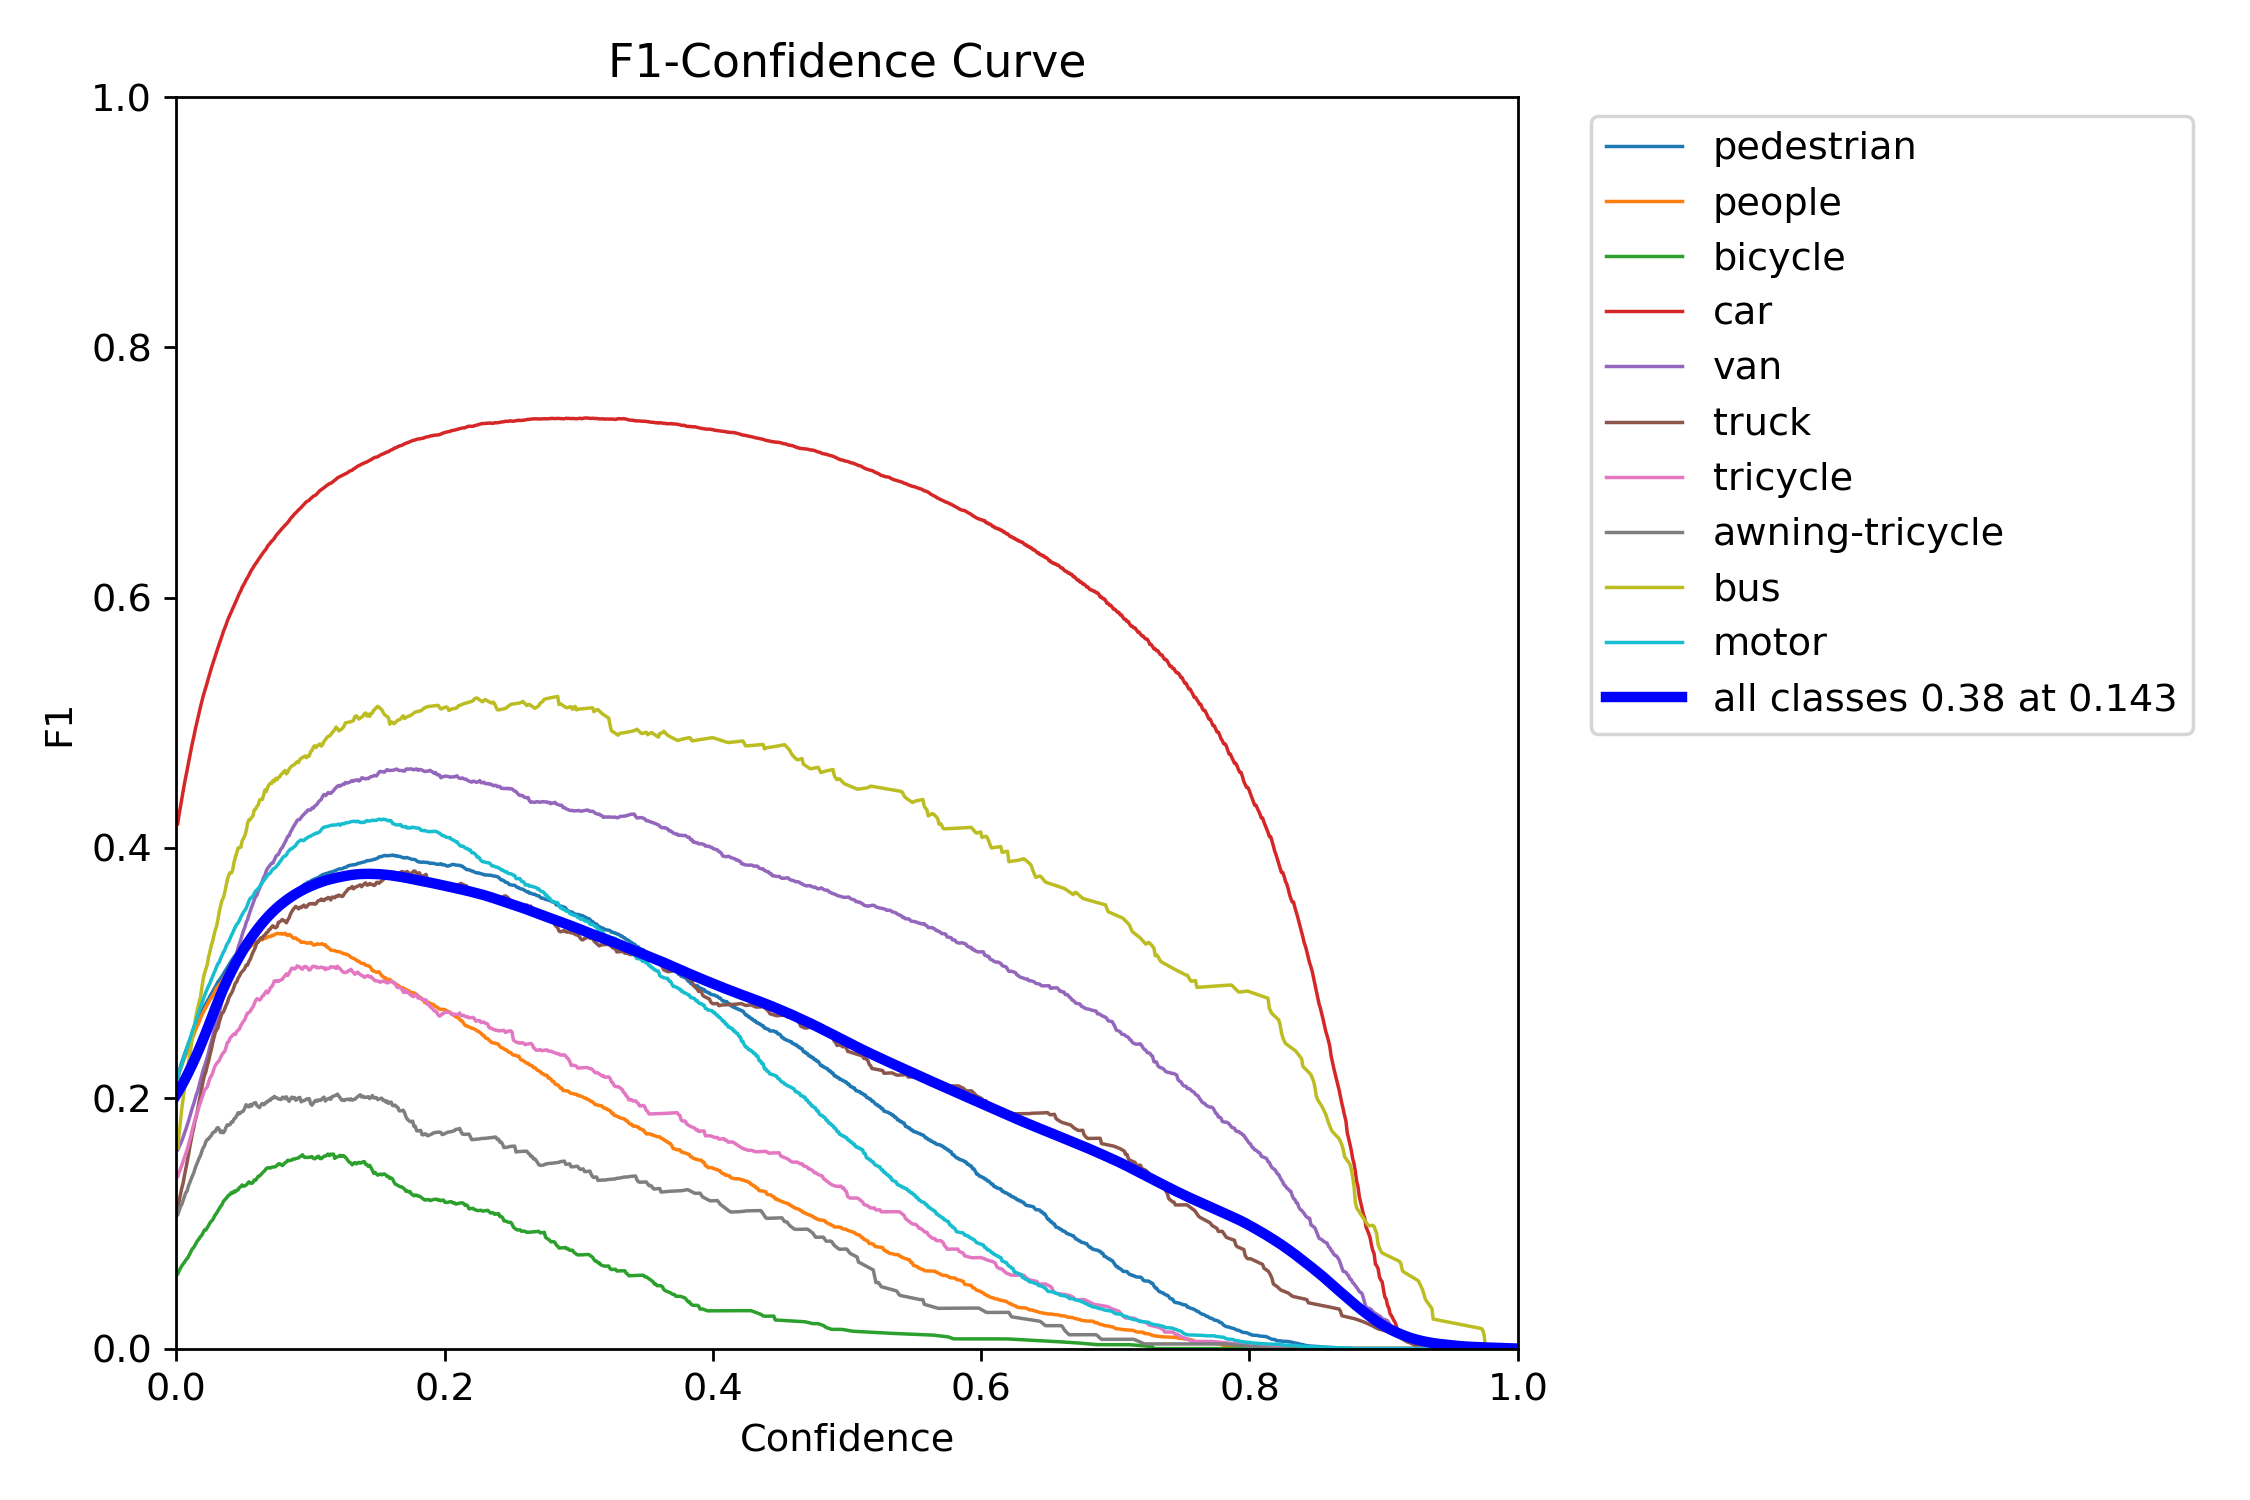 F1-Confidence Curve
1.0
0.8
0.6
0.4
0.2
0.0
F1
0.0 0.2 0.4 0.6 0.8 1.0
Confidence
pedestrian
people
bicycle
car
van
truck
tricycle
awning-tricycle
bus
motor
all classes 0.38 at 0.143